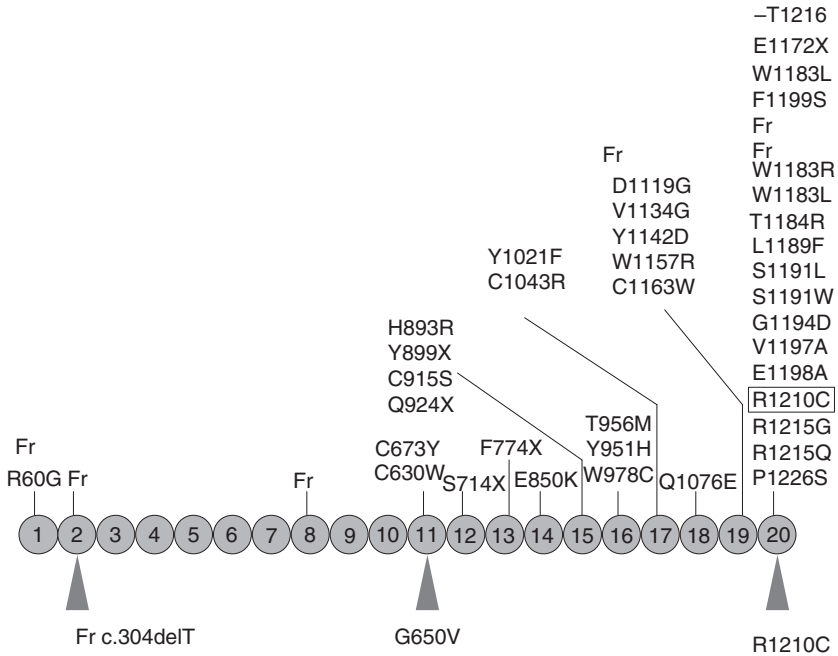 –T1216
E1172X
W1183L
F1199S
Fr
Fr
W1183R
W1183L
T1184R
L1189F
S1191L
S1191W
G1194D
V1197A
E1198A
R1210C
R1215G
R1215Q
P1226S
Fr
D1119G
V1134G
Y1142D
W1157R
C1163W
Y1021F
C1043R
H893R
Y899X
C915S
Q924X
T956M
Y951H
W978C
Fr
R60G
Fr
Fr
C673Y
C630W
S714X
F774X
E850K
Q1076E
1 2 3 4 5 6 7 8 9 10 11 12 13 14 15 16 17 18 19 20
Fr c.304delT
G650V
R1210C